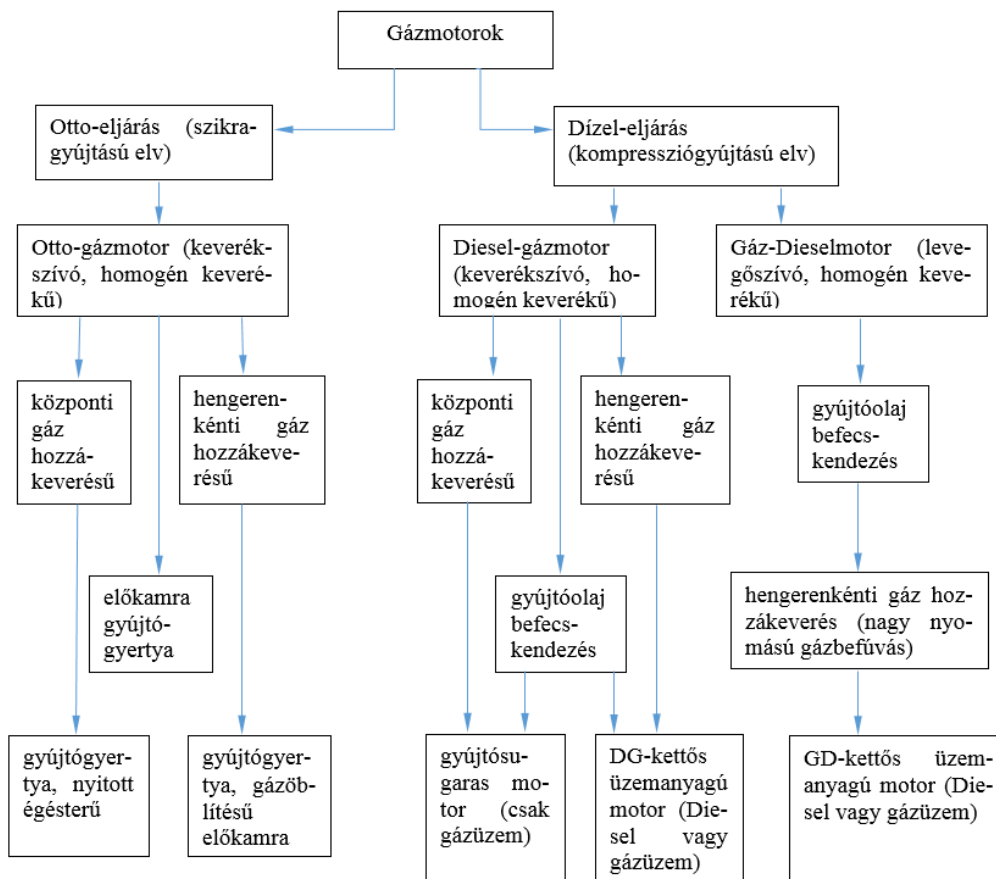 Gázmotorok
Otto-eljárás (szikra-
gyújtású elv)
Dízel-eljárás
(kompressziógyújtású elv)
Otto-gázmotor (keverék-
szívó, homogén keveré-
kű)
Diesel-gázmotor
(keverékszívó, ho-
mogén keverékű)
Gáz-Dieselmotor (leve-
gőszívó, homogén keve-
rékű)
központi
gáz
hozzá-
keverésű
hengeren-
kénti gáz
hozzákeve-
résű
központi
gáz
hozzá-
keverésű
hengeren-
kénti gáz
hozzákeve-
résű
gyújtóolaj
befecs-
kendezés
előkamra
gyújtó-
gyertya
gyújtóolaj
befecs-
kendezés
hengerenkénti gáz hoz-
zákeverés (nagy nyo-
mású gázbefúvás)
gyújtógyer-
tya, nyitott
égésterű
gyújtógyer-
tya, gázöb-
lítésű
előkamra
gyújtósu-
garas mo-
tor (csak
gázüzem)
DG-kettős
üzemanyagú
motor (Die-
sel vagy
gázüzem)
GD-kettős üzem-
anyagú motor (Die-
sel vagy gázüzem)